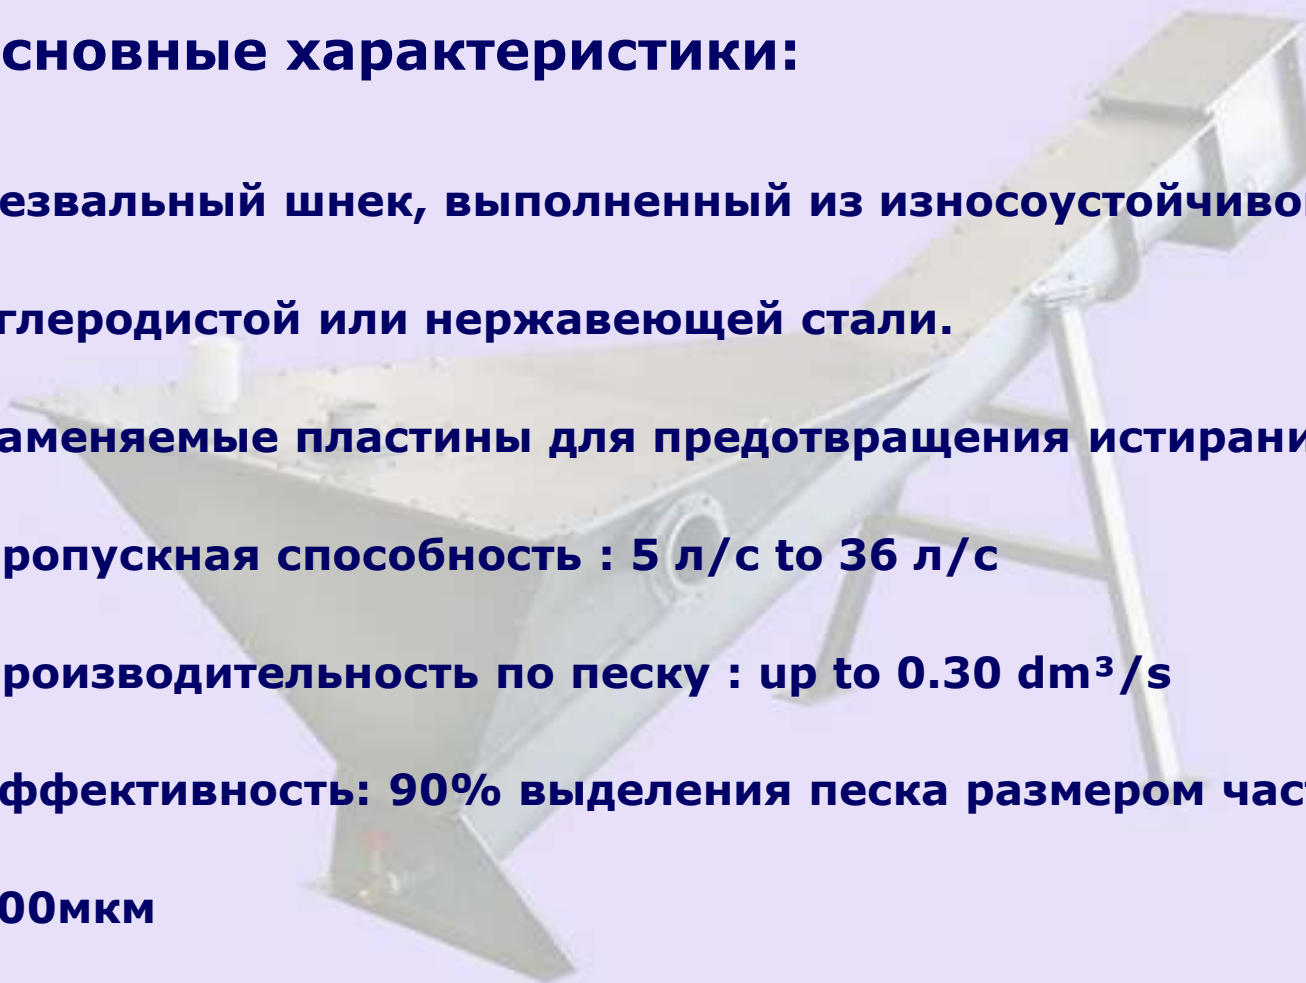 сновные характеристики:
езвальный шнек, выполненный из износоустойчиво
глеродистой или нержавеющей стали.
аменяемые пластины для предотвращения истирани
ропускная способность : 5 л/с to 36 л/с
роизводительность по песку : up to 0.30 dm³/s
ффективность: 90% выделения песка размером час
00мкм